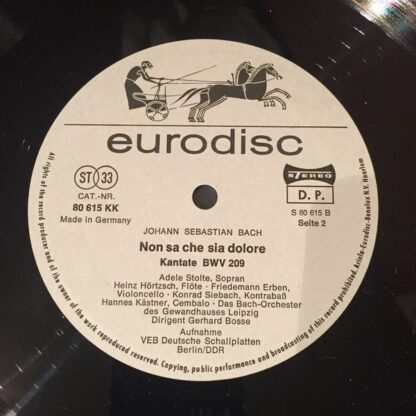 eurodisc
ST 33
CAT.-NR.
80 615 KK
Made in Germany
STEREO
D. P.
S 80 615 B
Seite 2
JOHANN SEBASTIAN BACH
Non sa che sia dolore
Kantate BWV 209
Adele Stolte, Sopran
Heinz Hörtzsch, Flöte · Friedemann Erben,
Violoncello · Konrad Siebach, Kontrabaß
Hannes Kästner, Cembalo · Das Bach-Orchester
des Gewandhauses Leipzig
Dirigent Gerhard Bosse
Aufnahme
VEB Deutsche Schallplatten
Berlin/DDR
All rights of the record producer and of the owner of the work reproduced reserved. Copying, public performance and broadcasting of this record prohibited. Ariola-Eurodisc-Benelux N.V. Haarlem